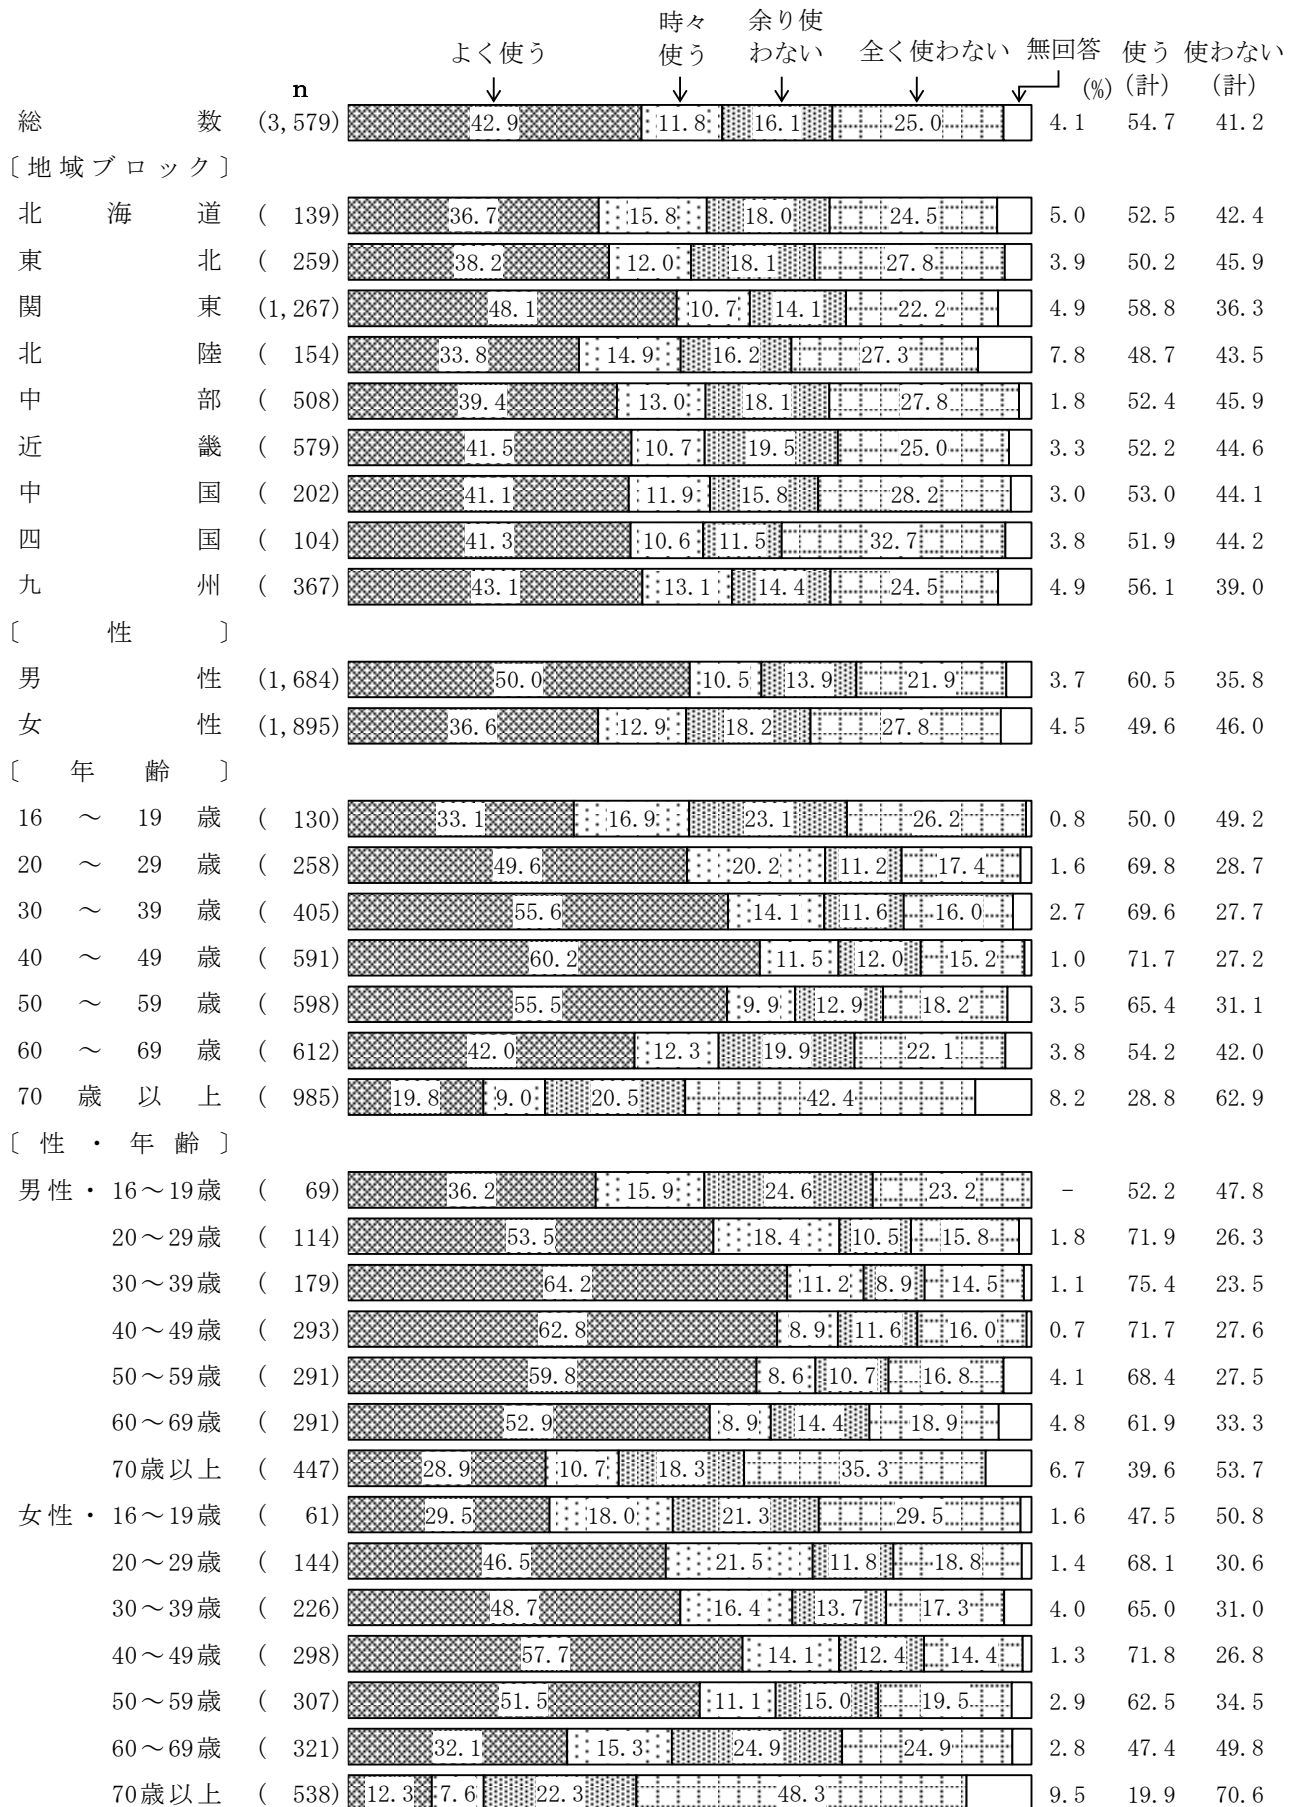 時々 余り使
よく使う 使う わない 全く使わない 無回答 使う 使わない
n (%) (計) (計)
総数 (3,579) 42.9 11.8 16.1 25.0 4.1 54.7 41.2
〔地域ブロック〕
北海道 ( 139) 36.7 15.8 18.0 24.5 5.0 52.5 42.4
東北 ( 259) 38.2 12.0 18.1 27.8 3.9 50.2 45.9
関東 (1,267) 48.1 10.7 14.1 22.2 4.9 58.8 36.3
北陸 ( 154) 33.8 14.9 16.2 27.3 7.8 48.7 43.5
中部 ( 508) 39.4 13.0 18.1 27.8 1.8 52.4 45.9
近畿 ( 579) 41.5 10.7 19.5 25.0 3.3 52.2 44.6
中国 ( 202) 41.1 11.9 15.8 28.2 3.0 53.0 44.1
四国 ( 104) 41.3 10.6 11.5 32.7 3.8 51.9 44.2
九州 ( 367) 43.1 13.1 14.4 24.5 4.9 56.1 39.0
〔性〕
男性 (1,684) 50.0 10.5 13.9 21.9 3.7 60.5 35.8
女性 (1,895) 36.6 12.9 18.2 27.8 4.5 49.6 46.0
〔年齢〕
16～19歳 ( 130) 33.1 16.9 23.1 26.2 0.8 50.0 49.2
20～29歳 ( 258) 49.6 20.2 11.2 17.4 1.6 69.8 28.7
30～39歳 ( 405) 55.6 14.1 11.6 16.0 2.7 69.6 27.7
40～49歳 ( 591) 60.2 11.5 12.0 15.2 1.0 71.7 27.2
50～59歳 ( 598) 55.5 9.9 12.9 18.2 3.5 65.4 31.1
60～69歳 ( 612) 42.0 12.3 19.9 22.1 3.8 54.2 42.0
70歳以上 ( 985) 19.8 9.0 20.5 42.4 8.2 28.8 62.9
〔性・年齢〕
男性・16～19歳 ( 69) 36.2 15.9 24.6 23.2 － 52.2 47.8
20～29歳 ( 114) 53.5 18.4 10.5 15.8 1.8 71.9 26.3
30～39歳 ( 179) 64.2 11.2 8.9 14.5 1.1 75.4 23.5
40～49歳 ( 293) 62.8 8.9 11.6 16.0 0.7 71.7 27.6
50～59歳 ( 291) 59.8 8.6 10.7 16.8 4.1 68.4 27.5
60～69歳 ( 291) 52.9 8.9 14.4 18.9 4.8 61.9 33.3
70歳以上 ( 447) 28.9 10.7 18.3 35.3 6.7 39.6 53.7
女性・16～19歳 ( 61) 29.5 18.0 21.3 29.5 1.6 47.5 50.8
20～29歳 ( 144) 46.5 21.5 11.8 18.8 1.4 68.1 30.6
30～39歳 ( 226) 48.7 16.4 13.7 17.3 4.0 65.0 31.0
40～49歳 ( 298) 57.7 14.1 12.4 14.4 1.3 71.8 26.8
50～59歳 ( 307) 51.5 11.1 15.0 19.5 2.9 62.5 34.5
60～69歳 ( 321) 32.1 15.3 24.9 24.9 2.8 47.4 49.8
70歳以上 ( 538) 12.3 7.6 22.3 48.3 9.5 19.9 70.6